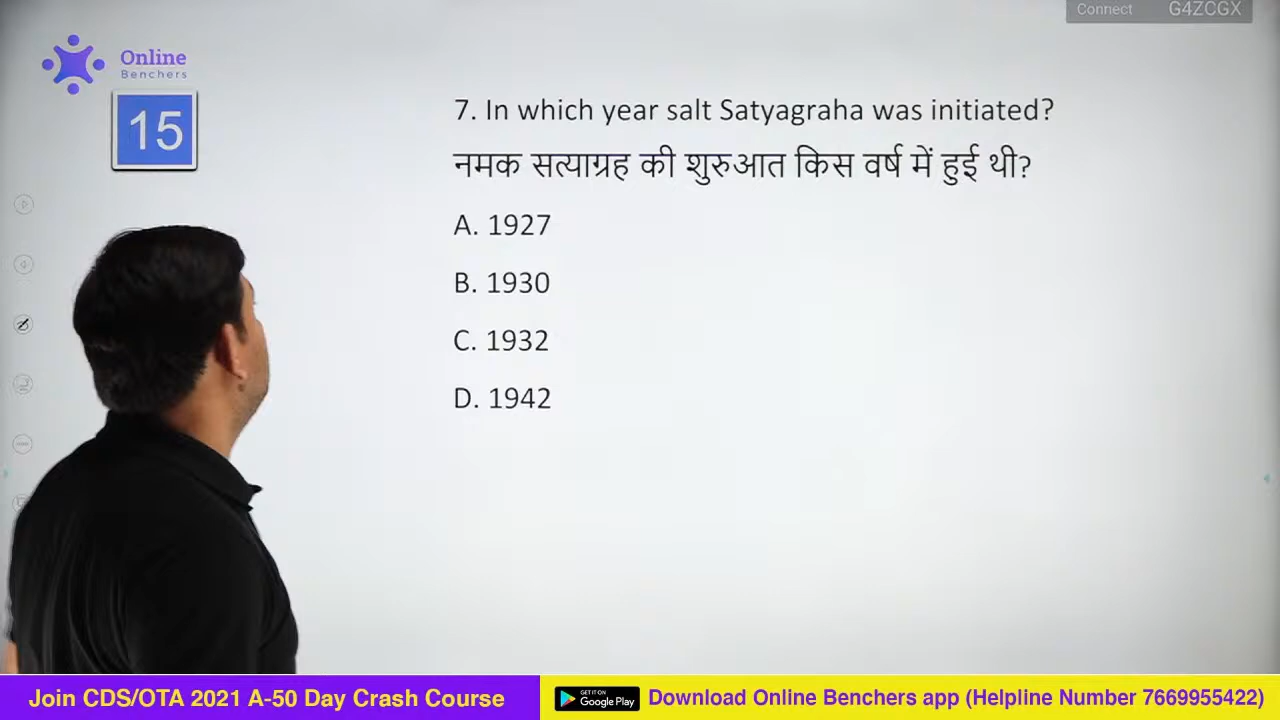 Connect G4ZCGX
Online
Benchers
15
7. In which year salt Satyagraha was initiated?
नमक सत्याग्रह की शुरुआत किस वर्ष में हुई थी?
A. 1927
B. 1930
C. 1932
D. 1942
Join CDS/OTA 2021 A-50 Day Crash Course
GET IT ON
Google Play
Download Online Benchers app (Helpline Number 7669955422)